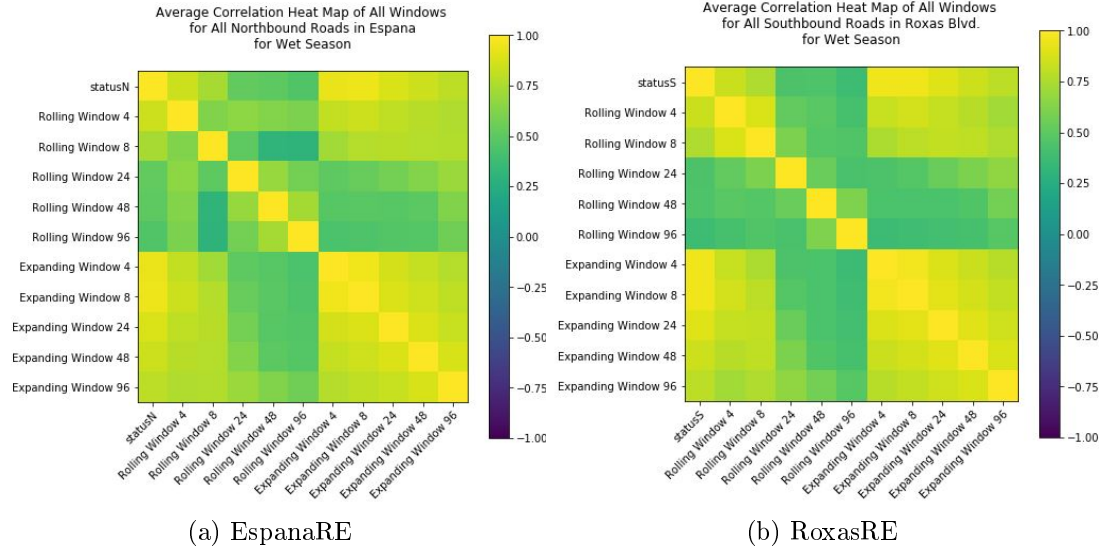 Average Correlation Heat Map of All Windows
for All Northbound Roads in Espana
for Wet Season
statusN
Rolling Window 4
Rolling Window 8
Rolling Window 24
Rolling Window 48
Rolling Window 96
Expanding Window 4
Expanding Window 8
Expanding Window 24
Expanding Window 48
Expanding Window 96
statusN
Rolling Window 4
Rolling Window 8
Rolling Window 24
Rolling Window 48
Rolling Window 96
Expanding Window 4
Expanding Window 8
Expanding Window 24
Expanding Window 48
Expanding Window 96
1.00
0.75
0.50
0.25
0.00
−0.25
−0.50
−0.75
−1.00
(a) EspanaRE
Average Correlation Heat Map of All Windows
for All Southbound Roads in Roxas Blvd.
for Wet Season
statusS
Rolling Window 4
Rolling Window 8
Rolling Window 24
Rolling Window 48
Rolling Window 96
Expanding Window 4
Expanding Window 8
Expanding Window 24
Expanding Window 48
Expanding Window 96
statusS
Rolling Window 4
Rolling Window 8
Rolling Window 24
Rolling Window 48
Rolling Window 96
Expanding Window 4
Expanding Window 8
Expanding Window 24
Expanding Window 48
Expanding Window 96
1.00
0.75
0.50
0.25
0.00
−0.25
−0.50
−0.75
−1.00
(b) RoxasRE